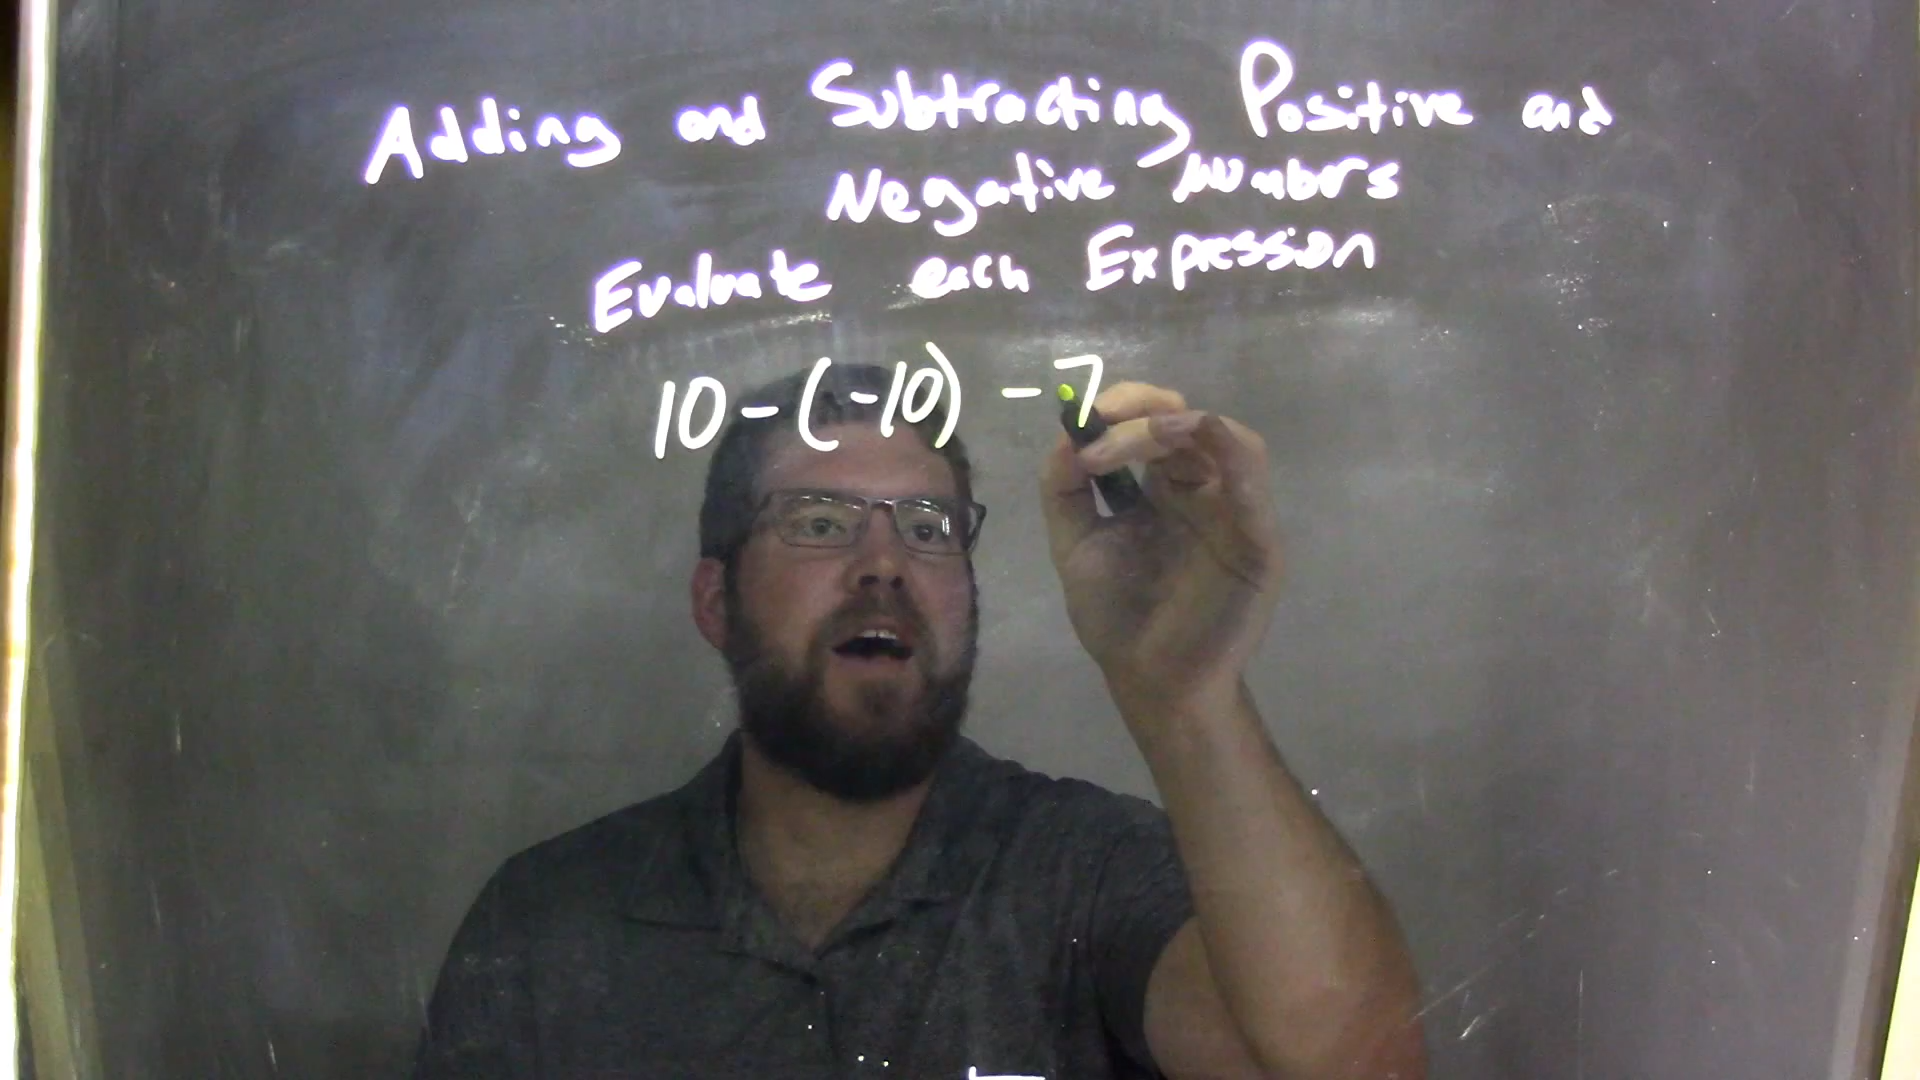 Adding and Subtracting Positive and
Negative Numbers
Evaluate each Expression
10 - (-10) - 7